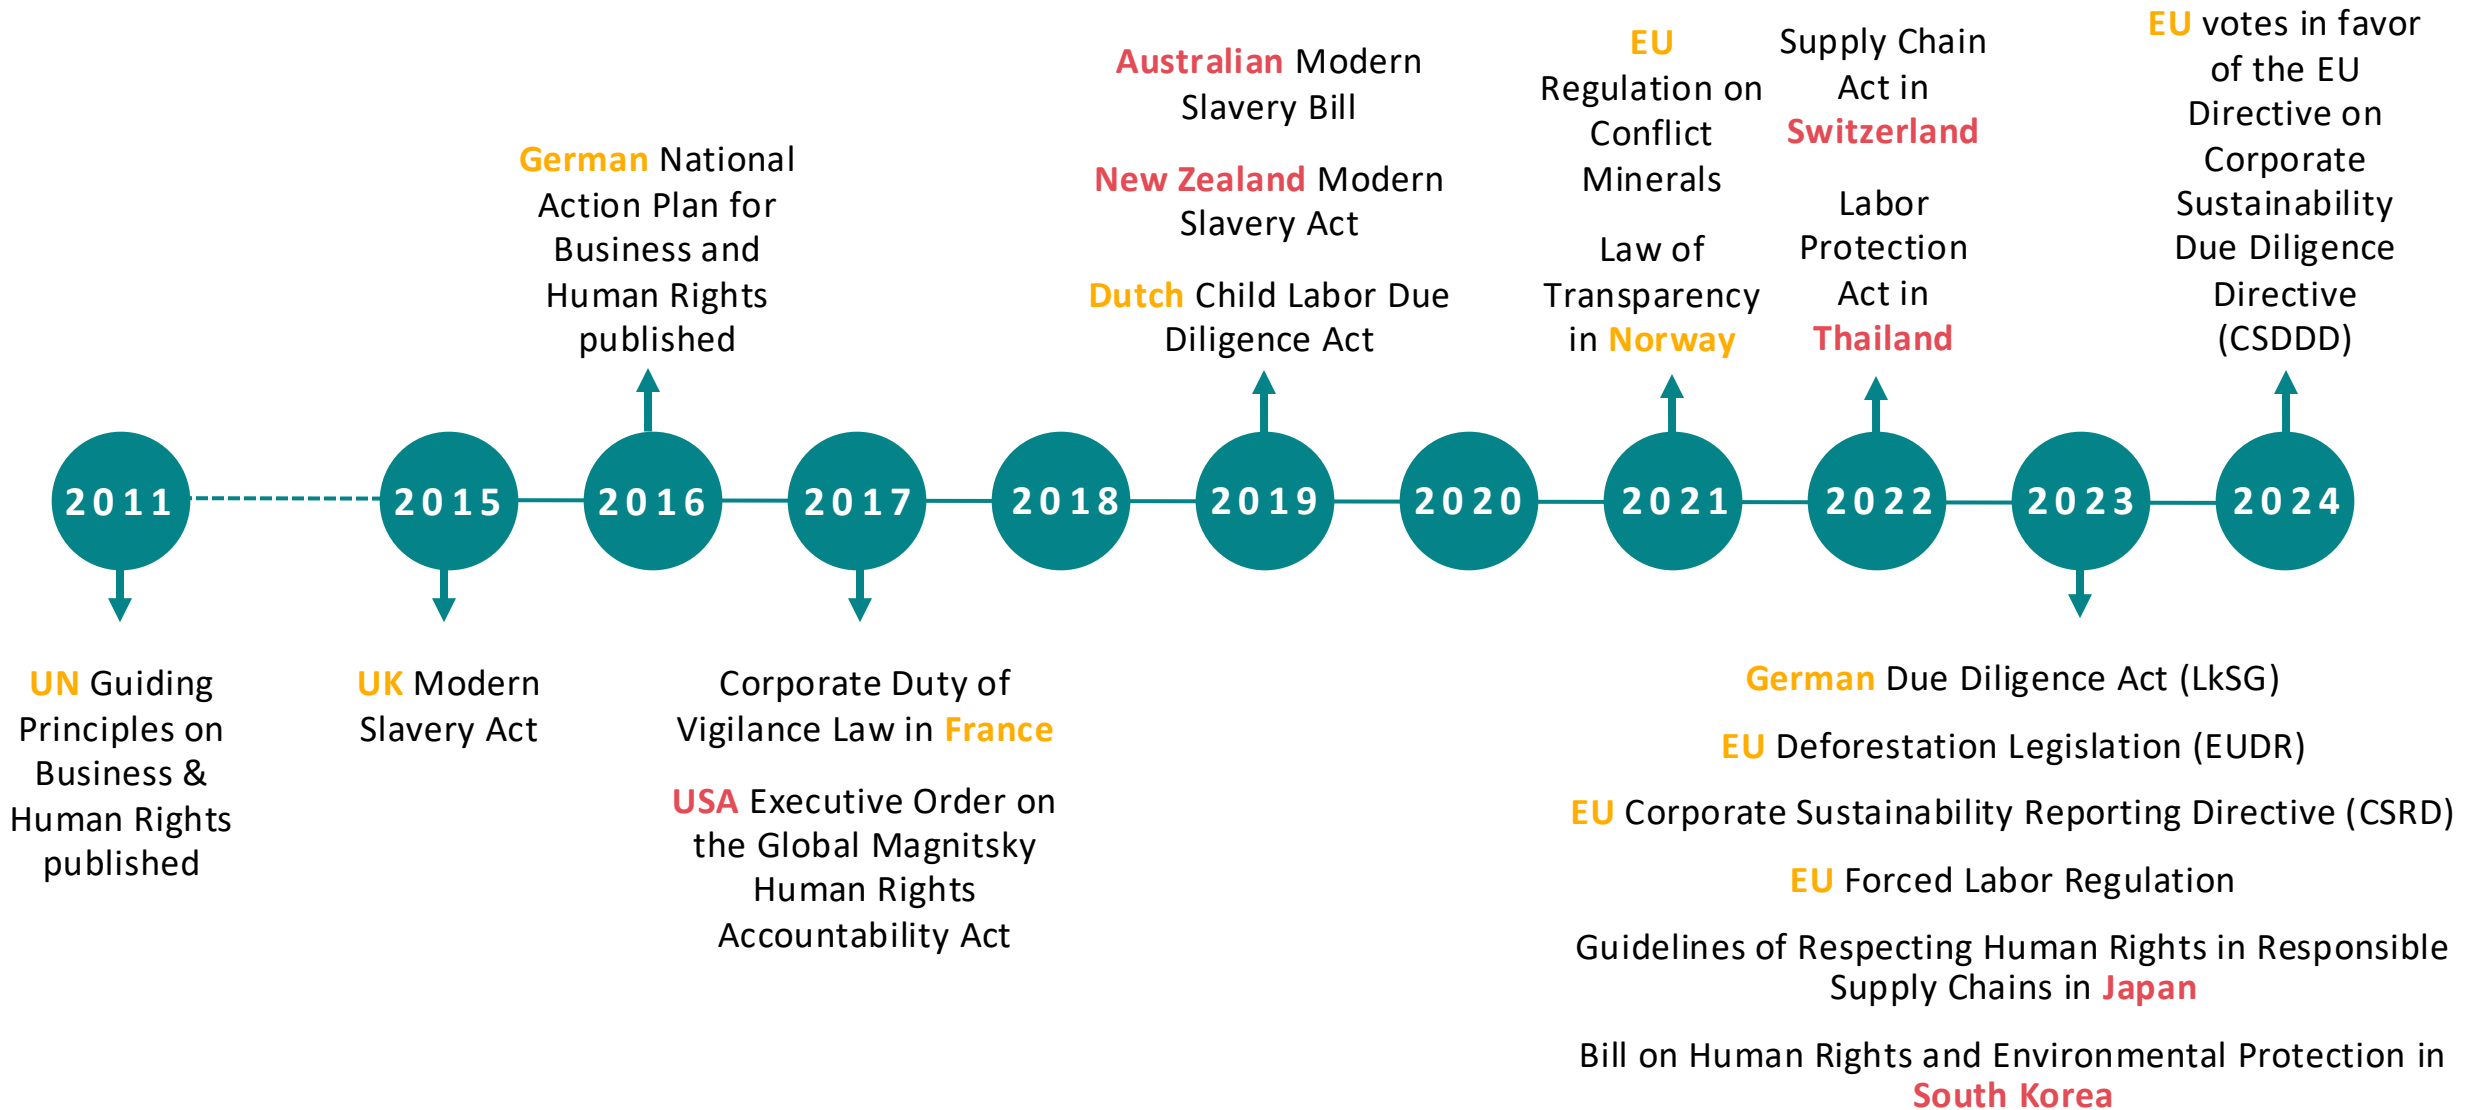 German National
Action Plan for
Business and
Human Rights
published
Australian Modern
Slavery Bill
New Zealand Modern
Slavery Act
Dutch Child Labor Due
Diligence Act
EU
Regulation on
Conflict
Minerals
Law of
Transparency
in Norway
Supply Chain
Act in
Switzerland
Labor
Protection
Act in
Thailand
EU votes in favor
of the EU
Directive on
Corporate
Sustainability
Due Diligence
Directive
(CSDDD)
2011
2015
2016
2017
2018
2019
2020
2021
2022
2023
2024
UN Guiding
Principles on
Business &
Human Rights
published
UK Modern
Slavery Act
Corporate Duty of
Vigilance Law in France
USA Executive Order on
the Global Magnitsky
Human Rights
Accountability Act
German Due Diligence Act (LkSG)
EU Deforestation Legislation (EUDR)
EU Corporate Sustainability Reporting Directive (CSRD)
EU Forced Labor Regulation
Guidelines of Respecting Human Rights in Responsible
Supply Chains in Japan
Bill on Human Rights and Environmental Protection in
South Korea